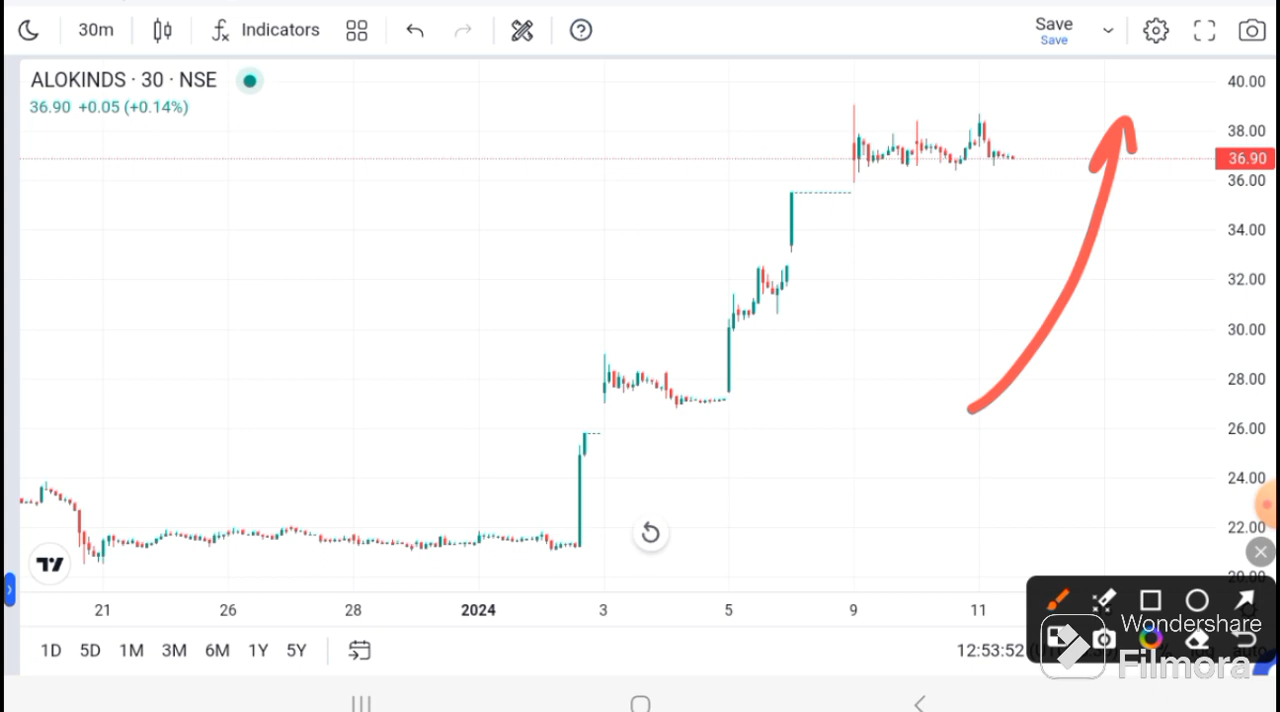 30m Indicators Save
Save
ALOKINDS · 30 · NSE
36.90 +0.05 (+0.14%)
40.00
38.00
36.90
36.00
34.00
32.00
30.00
28.00
26.00
24.00
22.00
20.00
21 26 28 2024 3 5 9 11
1D 5D 1M 3M 6M 1Y 5Y 12:53:52
Wondershare
Filmora